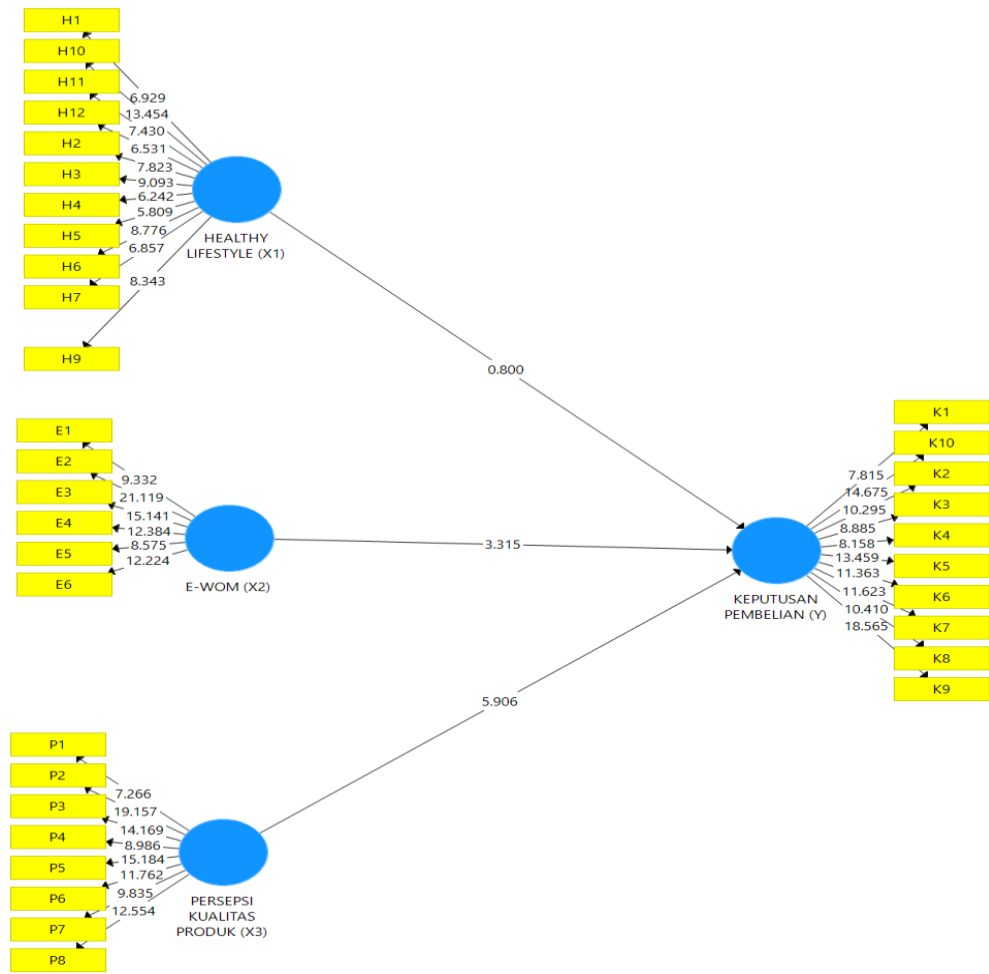 H1
H10
H11
H12
H2
H3
H4
H5
H6
H7
H9
6.929
13.454
7.430
6.531
7.823
9.093
6.242
5.809
8.776
6.857
8.343
HEALTHY
LIFESTYLE (X1)
0.800
E1
E2
E3
E4
E5
E6
9.332
21.119
15.141
12.384
8.575
12.224
E-WOM (X2)
3.315
P1
P2
P3
P4
P5
P6
P7
P8
7.266
19.157
14.169
8.986
15.184
11.762
9.835
12.554
PERSEPSI
KUALITAS
PRODUK (X3)
5.906
KEPUTUSAN
PEMBELIAN (Y)
7.815
14.675
10.295
8.885
8.158
13.459
11.363
11.623
10.410
18.565
K1
K10
K2
K3
K4
K5
K6
K7
K8
K9